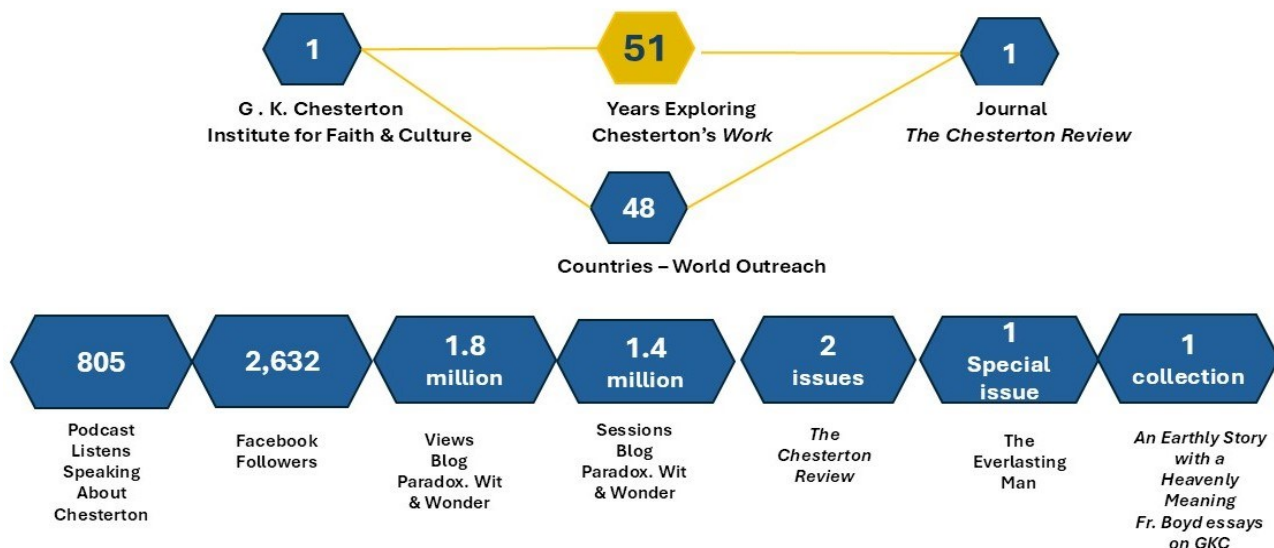 1
G . K. Chesterton
Institute for Faith & Culture
51
Years Exploring
Chesterton's Work
1
Journal
The Chesterton Review
48
Countries – World Outreach
805
Podcast
Listens
Speaking
About
Chesterton
2,632
Facebook
Followers
1.8
million
Views
Blog
Paradox. Wit
& Wonder
1.4
million
Sessions
Blog
Paradox. Wit
& Wonder
2
issues
The
Chesterton
Review
1
Special
issue
The
Everlasting
Man
1
collection
An Earthly Story
with a
Heavenly
Meaning
Fr. Boyd essays
on GKC